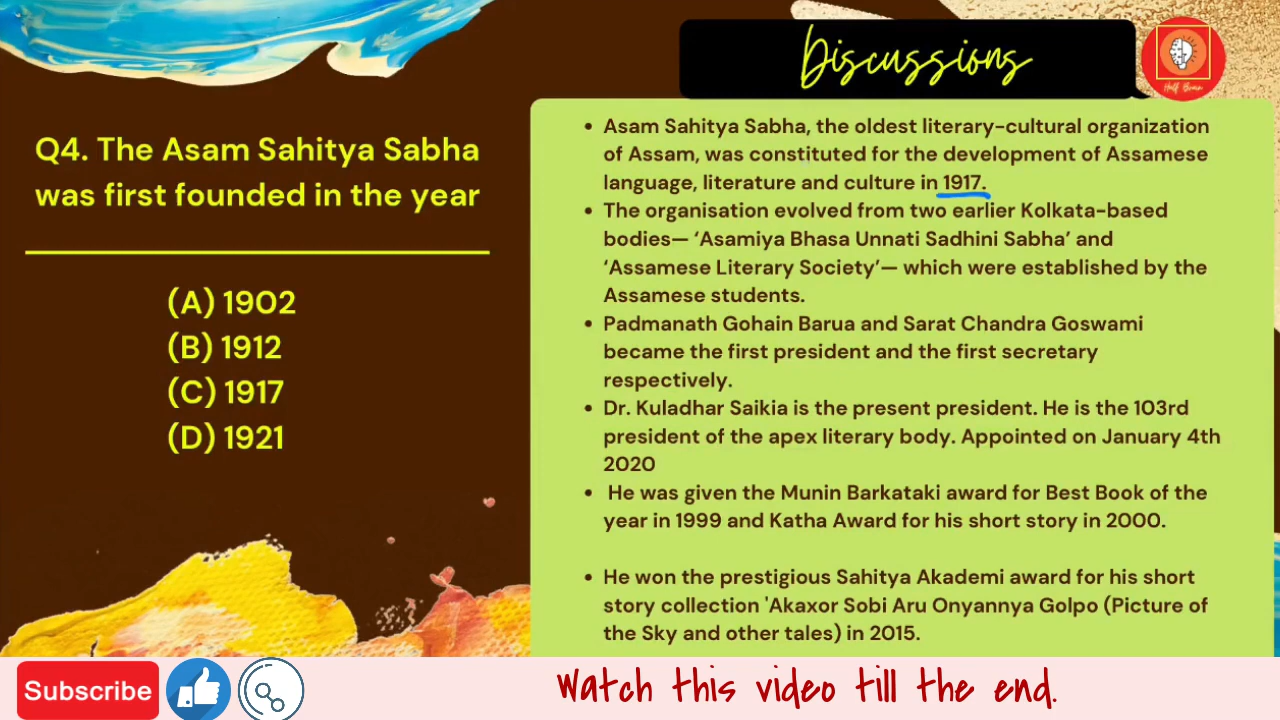 Discussions
Half Brain
Q4. The Asam Sahitya Sabha
was first founded in the year
(A) 1902
(B) 1912
(C) 1917
(D) 1921
• Asam Sahitya Sabha, the oldest literary-cultural organization
of Assam, was constituted for the development of Assamese
language, literature and culture in 1917.
• The organisation evolved from two earlier Kolkata-based
bodies— ‘Asamiya Bhasa Unnati Sadhini Sabha’ and
‘Assamese Literary Society’— which were established by the
Assamese students.
• Padmanath Gohain Barua and Sarat Chandra Goswami
became the first president and the first secretary
respectively.
• Dr. Kuladhar Saikia is the present president. He is the 103rd
president of the apex literary body. Appointed on January 4th
2020
• He was given the Munin Barkataki award for Best Book of the
year in 1999 and Katha Award for his short story in 2000.
• He won the prestigious Sahitya Akademi award for his short
story collection 'Akaxor Sobi Aru Onyannya Golpo (Picture of
the Sky and other tales) in 2015.
Subscribe
Watch this video till the end.